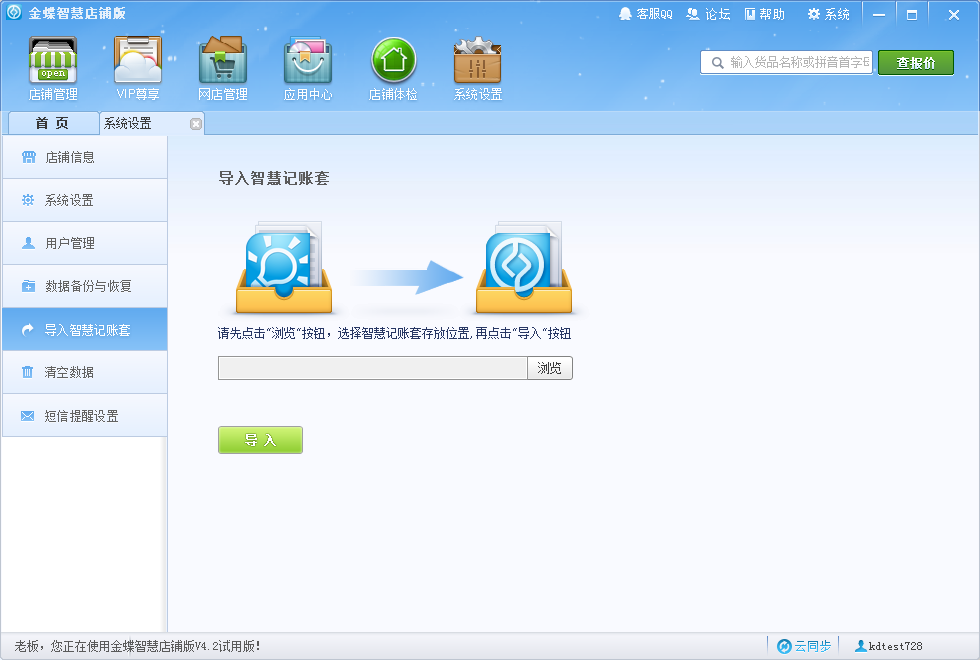 金蝶智慧店铺版
客服QQ 论坛 帮助 系统
open
店铺管理 VIP尊享 网店管理 应用中心 店铺体检 系统设置
输入货品名称或拼音首字母 查报价
首 页 系统设置
店铺信息
系统设置
用户管理
数据备份与恢复
导入智慧记账套
清空数据
短信提醒设置
导入智慧记账套
请先点击“浏览”按钮，选择智慧记账套存放位置,再点击“导入”按钮
浏览
导 入
老板，您正在使用金蝶智慧店铺版V4.2试用版！
云同步 kdtest728